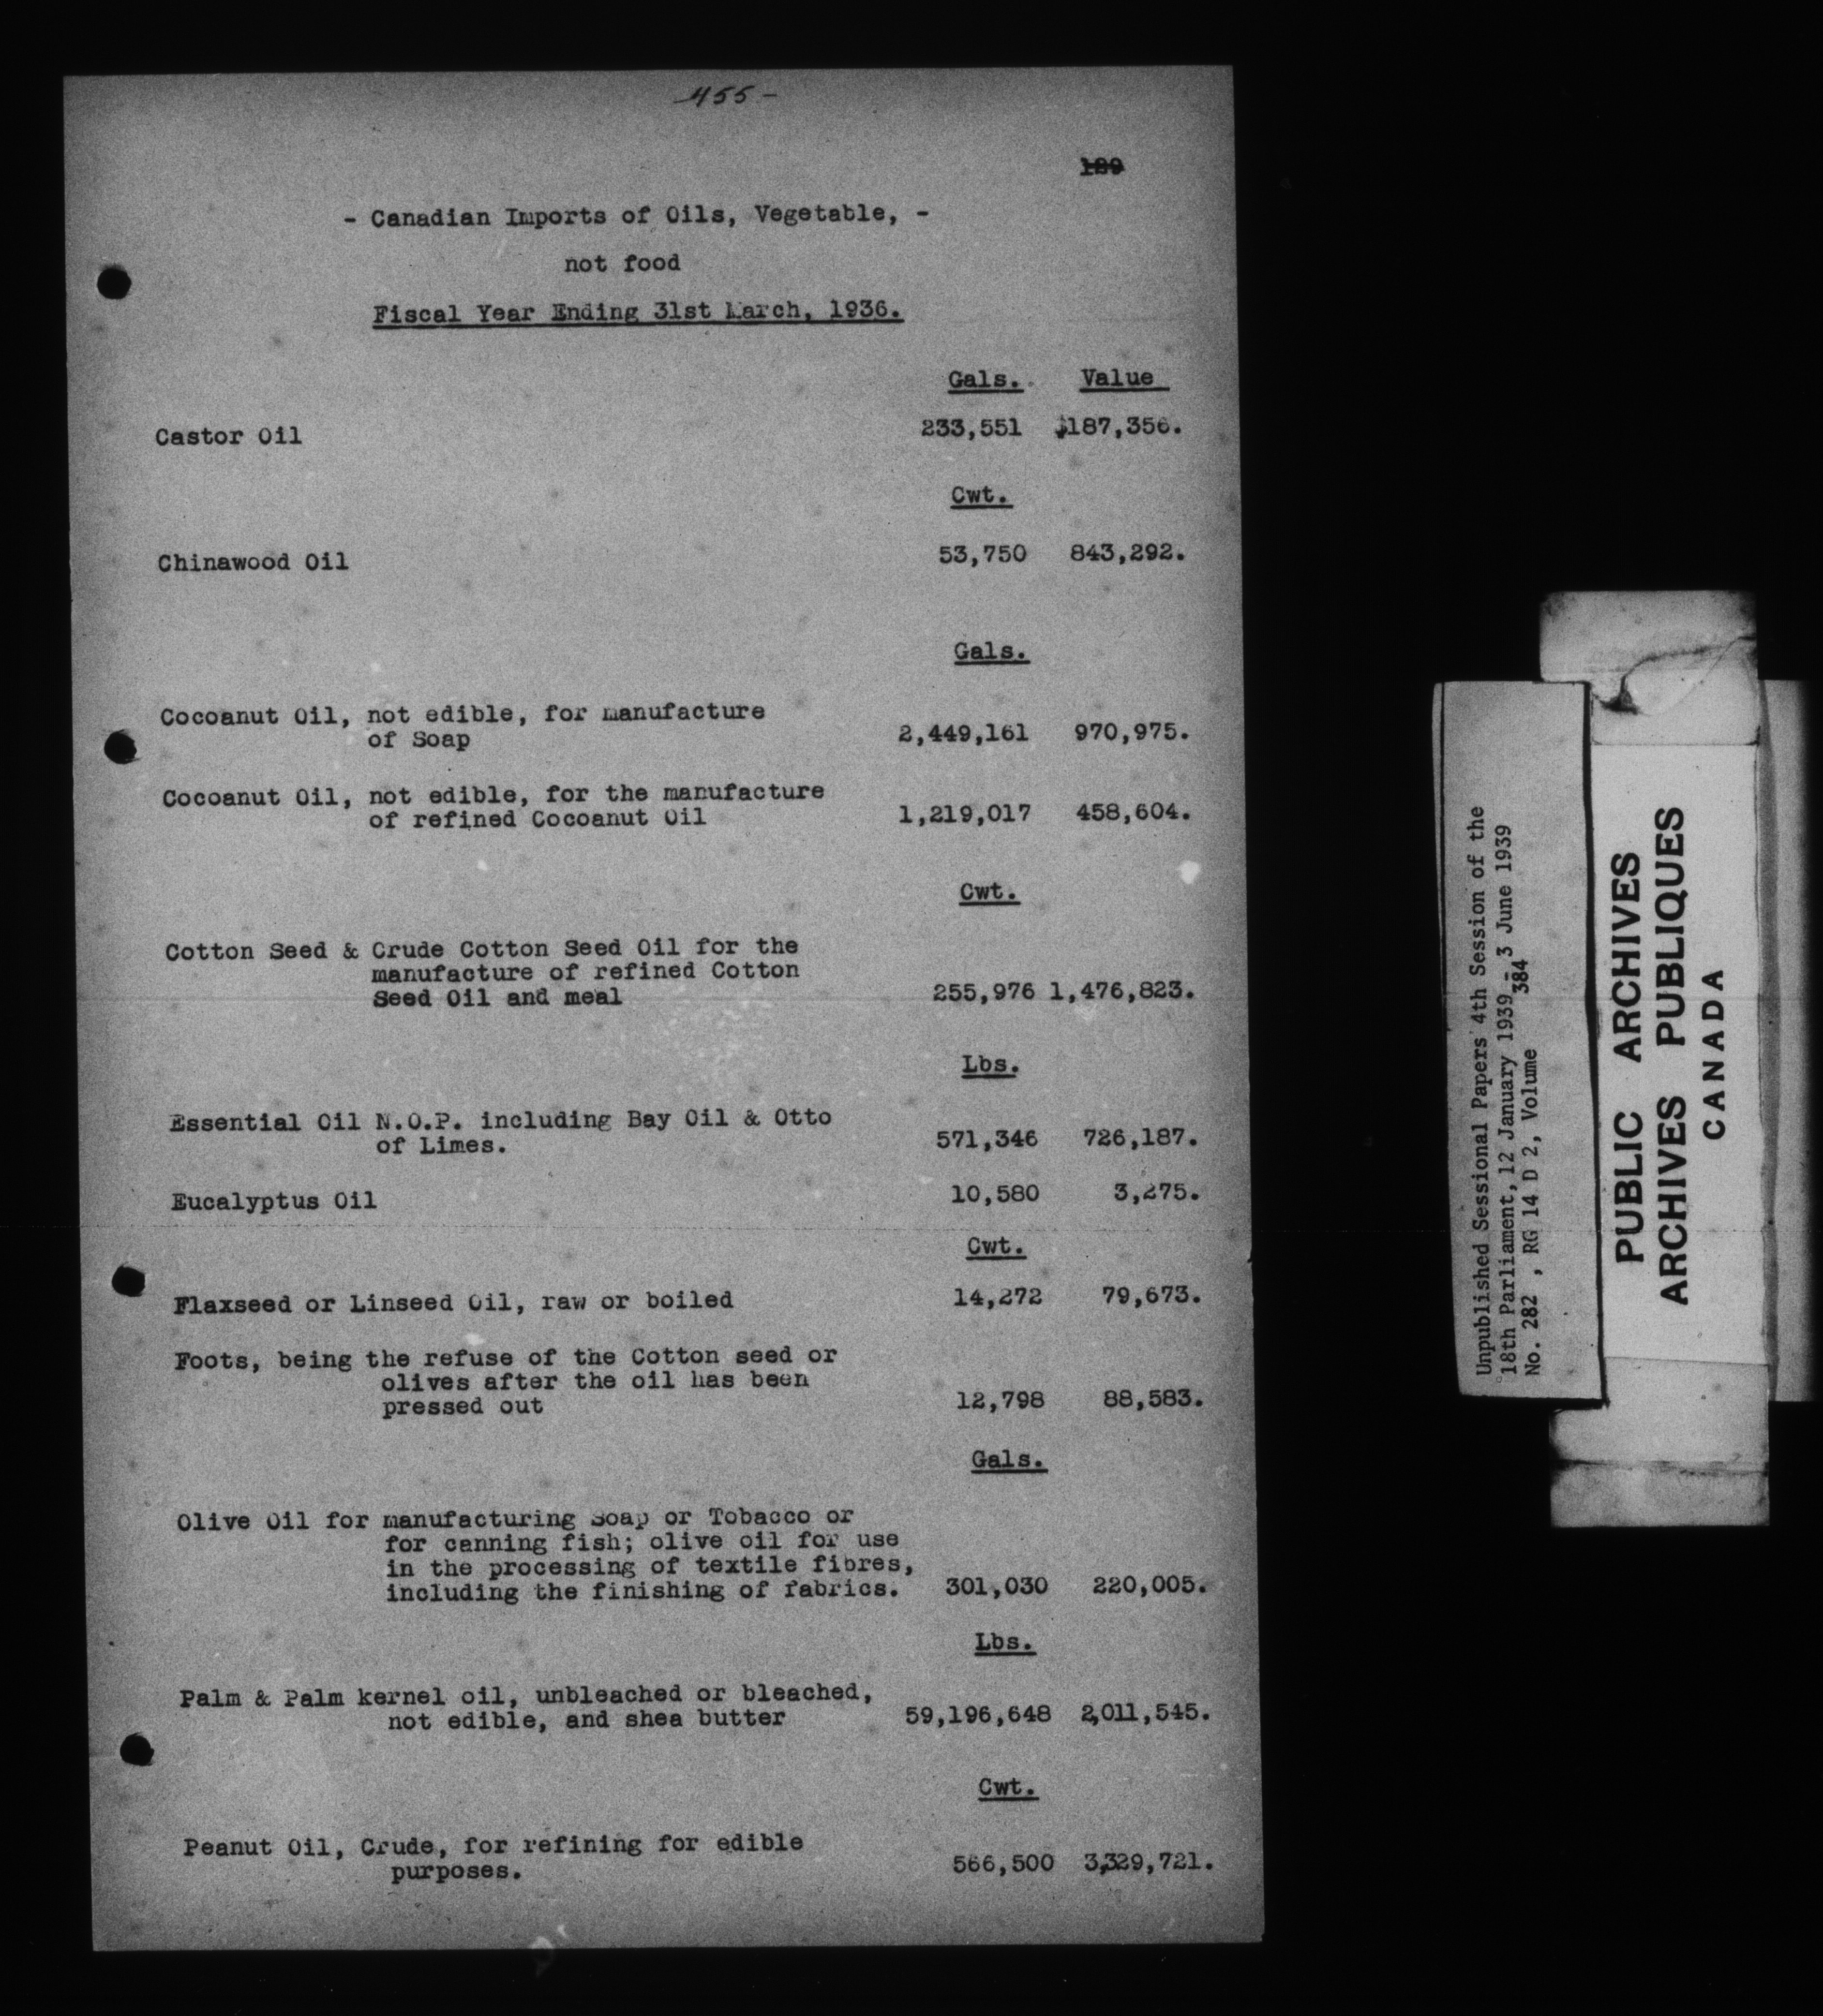 455-
189
- Canadian Imports of Oils, Vegetable, -
not food
Fiscal Year Ending 31st March, 1936.
Gals. Value
Castor Oil 233,551 $187,356.
Cwt.
Chinawood Oil 53,750 843,292.
Gals.
Cocoanut Oil, not edible, for manufacture
of Soap 2,449,161 970,975.
Cocoanut Oil, not edible, for the manufacture
of refined Cocoanut Oil 1,219,017 458,604.
Cwt.
Cotton Seed & Crude Cotton Seed Oil for the
manufacture of refined Cotton
Seed Oil and meal 255,976 1,476,823.
Lbs.
Essential Oil N.O.P. including Bay Oil & Otto
of Limes. 571,346 726,187.
Eucalyptus Oil 10,580 3,275.
Cwt.
Flaxseed or Linseed Oil, raw or boiled 14,272 79,673.
Foots, being the refuse of the Cotton seed or
olives after the oil has been
pressed out 12,798 88,583.
Gals.
Olive Oil for manufacturing Soap or Tobacco or
for canning fish; olive oil for use
in the processing of textile fibres,
including the finishing of fabrics. 301,030 220,005.
Lbs.
Palm & Palm kernel oil, unbleached or bleached,
not edible, and shea butter 59,196,648 2,011,545.
Cwt.
Peanut Oil, Crude, for refining for edible
purposes. 566,500 3,329,721.
Unpublished Sessional Papers 4th Session of the
18th Parliament, 12 January 1939 - 3 June 1939
No. 282 , RG 14 D 2, Volume 384
PUBLIC ARCHIVES
ARCHIVES PUBLIQUES
CANADA